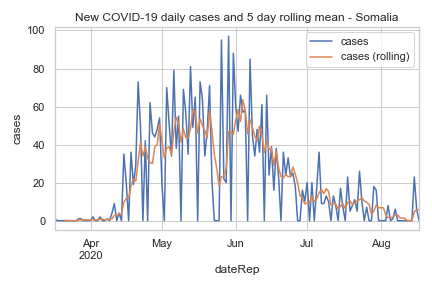 New COVID-19 daily cases and 5 day rolling mean - Somalia
cases
cases (rolling)
100
80
60
40
20
0
cases
Apr
2020
May
Jun
Jul
Aug
dateRep